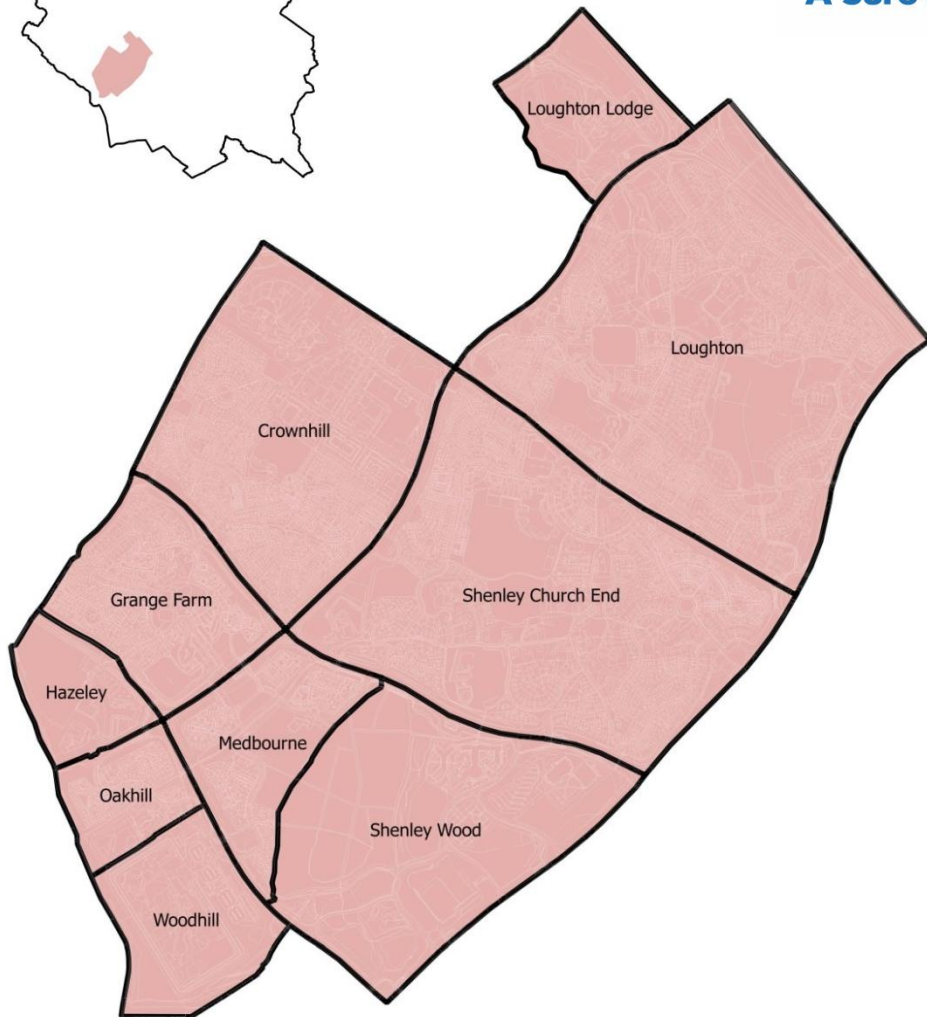 Loughton Lodge
Loughton
Crownhill
Shenley Church End
Grange Farm
Hazeley
Medbourne
Oakhill
Shenley Wood
Woodhill